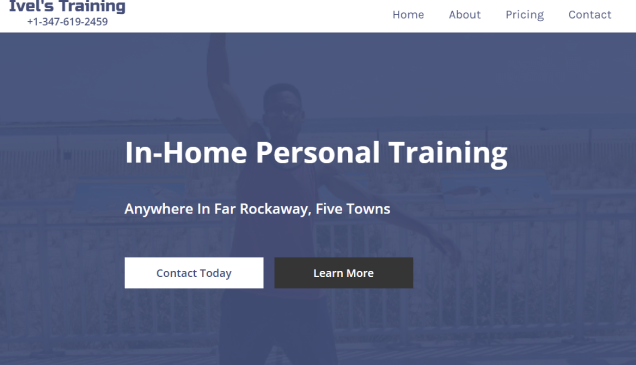 Ivel's Training
+1-347-619-2459
Home About Pricing Contact
In-Home Personal Training
Anywhere In Far Rockaway, Five Towns
Contact Today Learn More